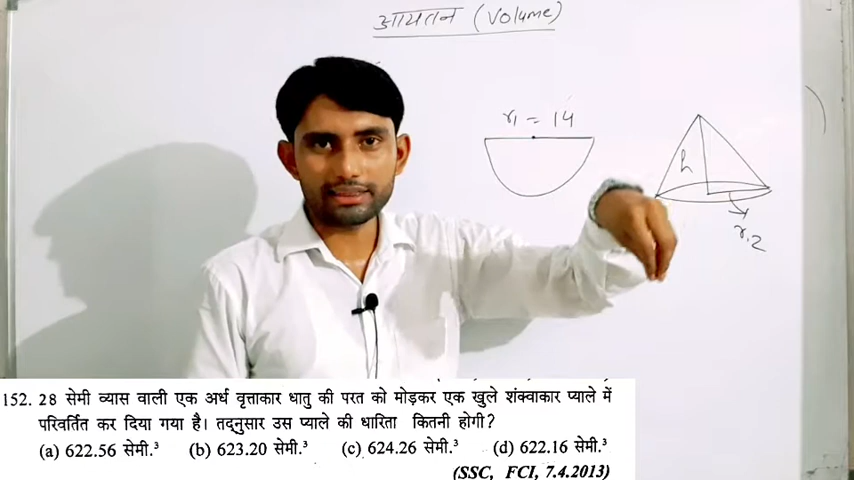 आयतन (Volume)
r₁ = 14
h
r₂
152. 28 सेमी व्यास वाली एक अर्ध वृत्ताकार धातु की परत को मोड़कर एक खुले शंक्वाकार प्याले में
परिवर्तित कर दिया गया है। तद्नुसार उस प्याले की धारिता कितनी होगी?
(a) 622.56 सेमी.³ (b) 623.20 सेमी.³ (c) 624.26 सेमी.³ (d) 622.16 सेमी.³
(SSC, FCI, 7.4.2013)